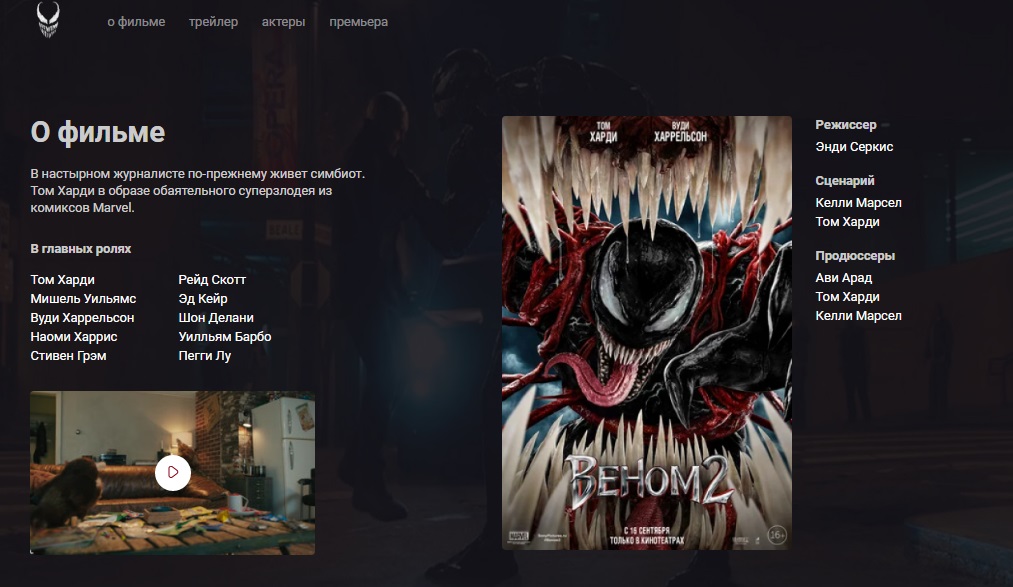 о фильме
трейлер
актеры
премьера
О фильме
В настырном журналисте по-прежнему живет симбиот.
Том Харди в образе обаятельного суперзлодея из
комиксов Marvel.
В главных ролях
Том Харди
Мишель Уильямс
Вуди Харрельсон
Наоми Харрис
Стивен Грэм
Рейд Скотт
Эд Кейр
Шон Делани
Уилльям Барбо
Пегги Лу
ТОМ
ХАРДИ
ВУДИ
ХАРРЕЛЬСОН
ВЕНОМ2
С 16 СЕНТЯБРЯ
ТОЛЬКО В КИНОТЕАТРАХ
MARVEL
16+
Режиссер
Энди Серкис
Сценарий
Келли Марсел
Том Харди
Продюссеры
Ави Арад
Том Харди
Келли Марсел